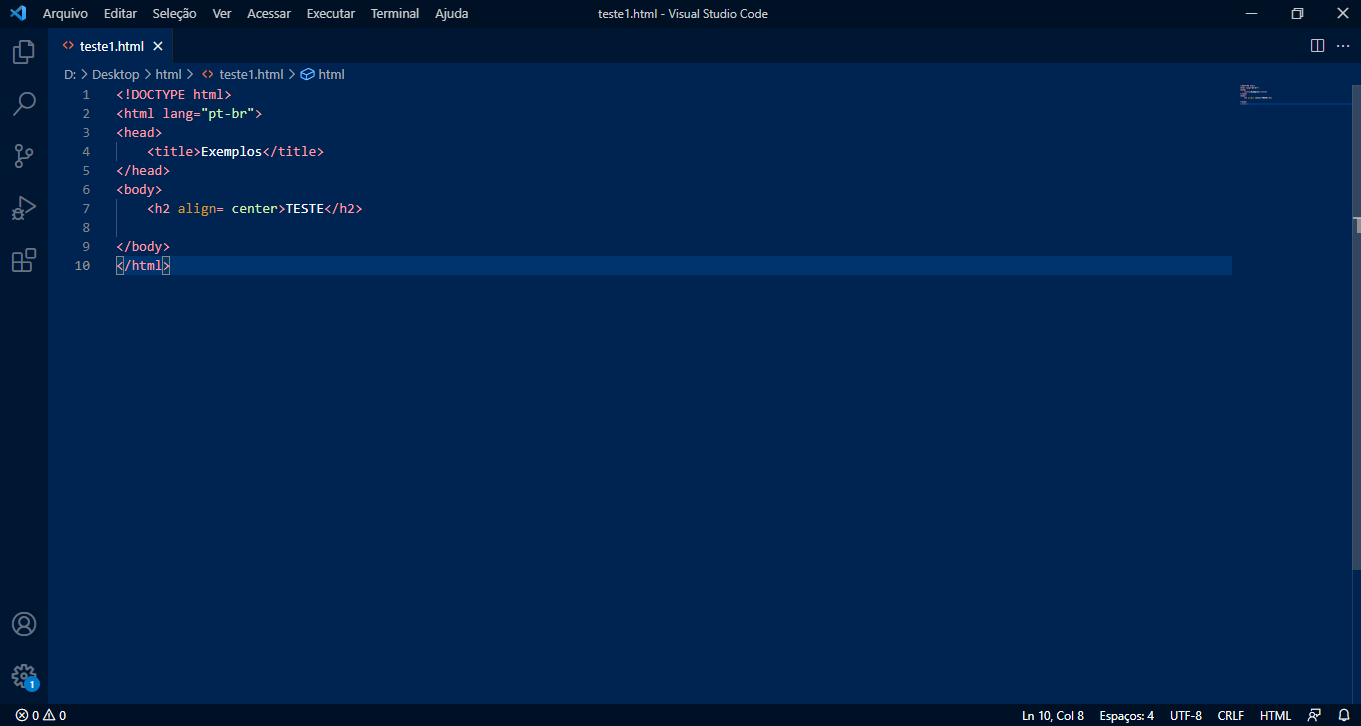 Arquivo Editar Seleção Ver Acessar Executar Terminal Ajuda
teste1.html - Visual Studio Code
teste1.html
D: > Desktop > html > teste1.html > html
1 <!DOCTYPE html>
2 <html lang="pt-br">
3 <head>
4 <title>Exemplos</title>
5 </head>
6 <body>
7 <h2 align= center>TESTE</h2>
8
9 </body>
10 </html>
1
0 0
Ln 10, Col 8 Espaços: 4 UTF-8 CRLF HTML